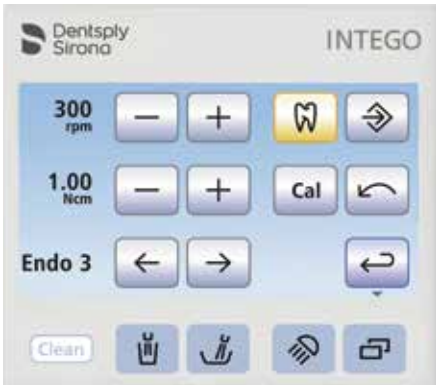 Dentsply
Sirona
INTEGO
300
rpm
1.00
Ncm
Cal
Endo 3
Clean